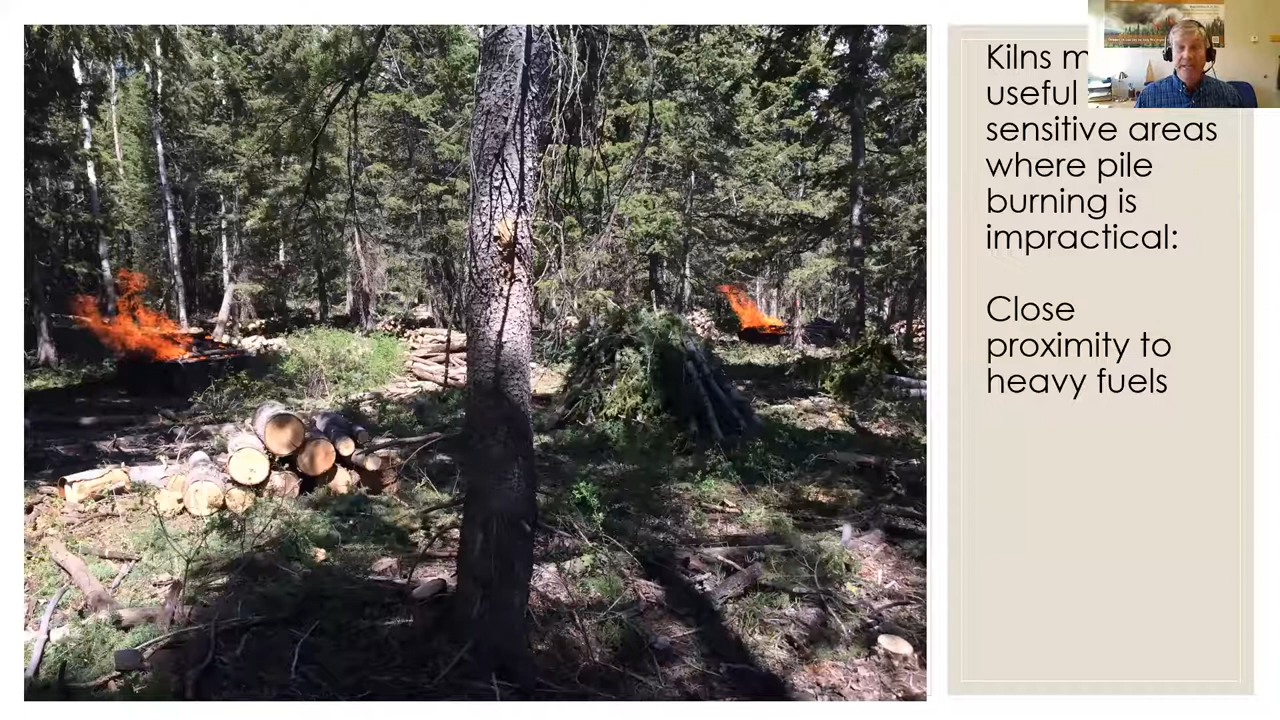 Kilns m
useful
sensitive areas
where pile
burning is
impractical:
Close
proximity to
heavy fuels